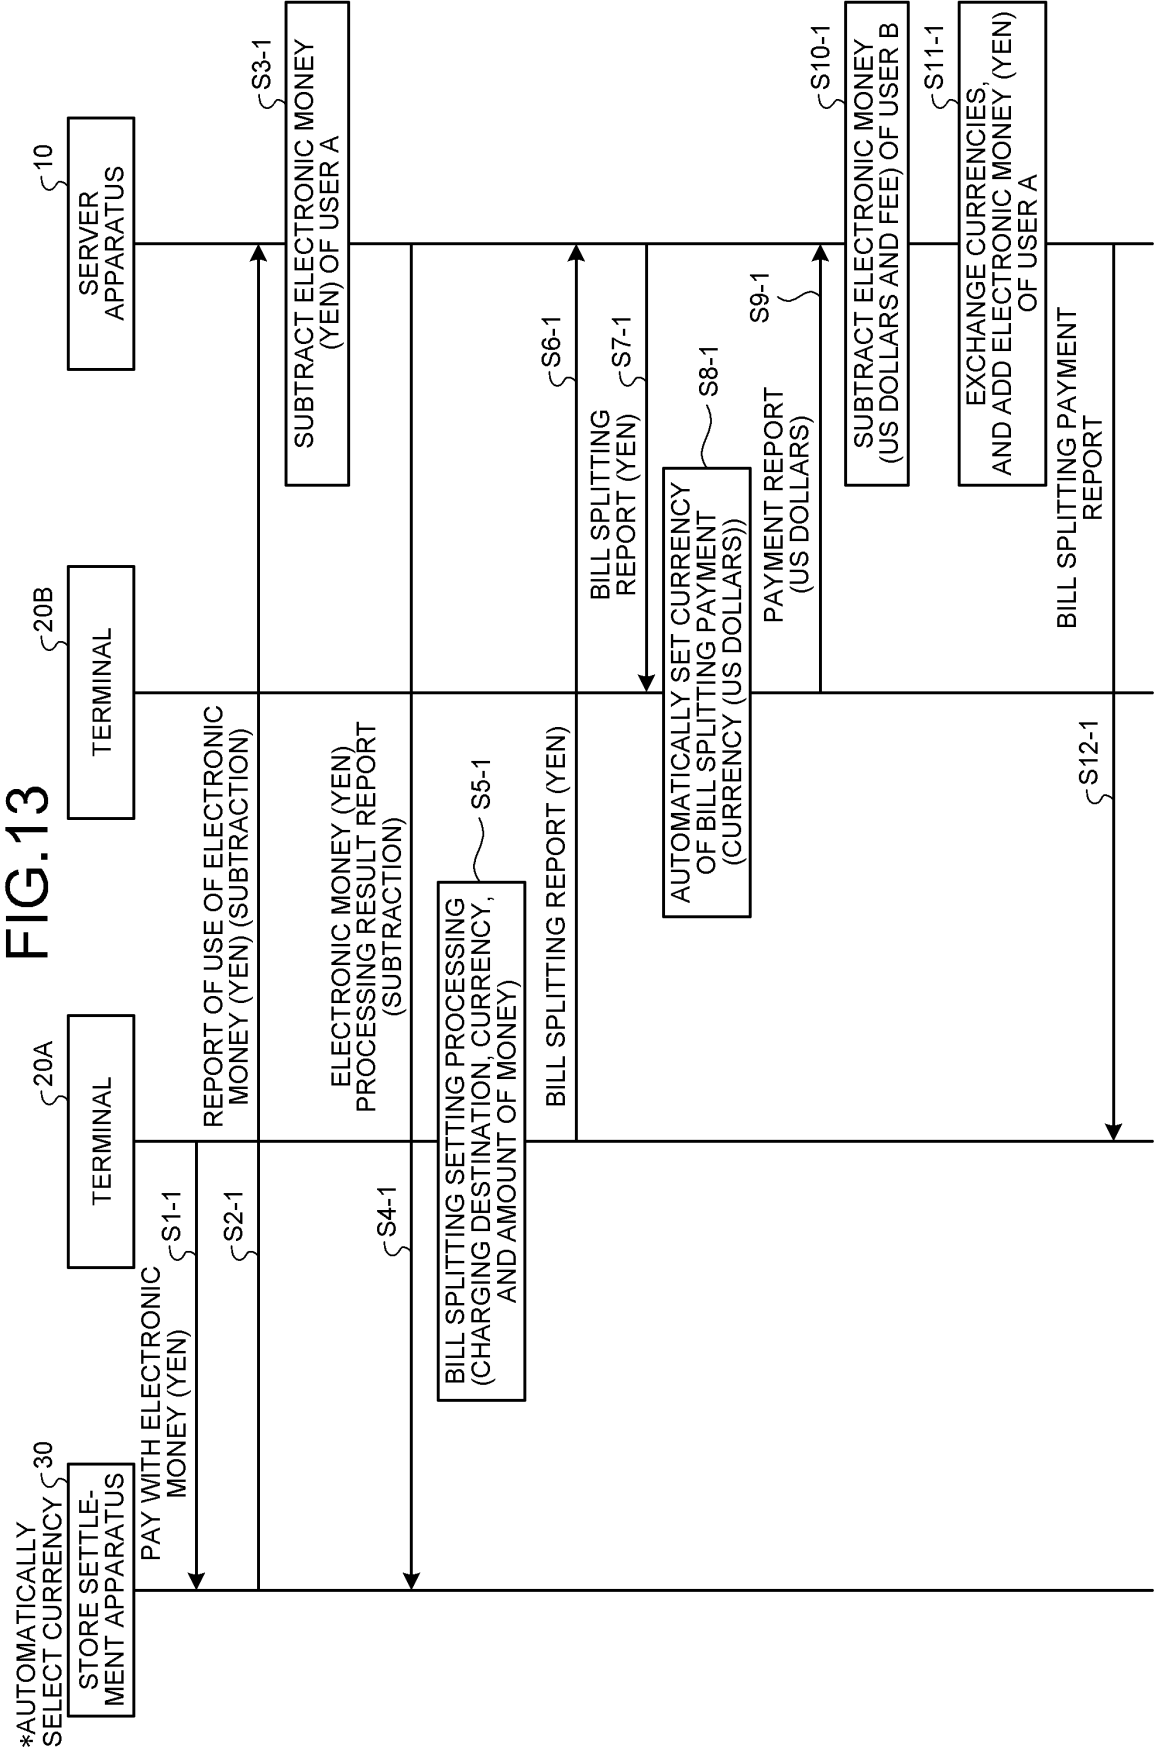 FIG.13
*AUTOMATICALLY
SELECT CURRENCY
30
STORE SETTLE-
MENT APPARATUS
20A
TERMINAL
20B
TERMINAL
10
SERVER
APPARATUS
PAY WITH ELECTRONIC
MONEY (YEN)
S1-1
REPORT OF USE OF ELECTRONIC
MONEY (YEN) (SUBTRACTION)
S2-1
S3-1
SUBTRACT ELECTRONIC MONEY
(YEN) OF USER A
ELECTRONIC MONEY (YEN)
PROCESSING RESULT REPORT
(SUBTRACTION)
S4-1
S5-1
BILL SPLITTING SETTING PROCESSING
(CHARGING DESTINATION, CURRENCY,
AND AMOUNT OF MONEY)
BILL SPLITTING REPORT (YEN)
S6-1
BILL SPLITTING
REPORT (YEN)
S7-1
S8-1
AUTOMATICALLY SET CURRENCY
OF BILL SPLITTING PAYMENT
(CURRENCY (US DOLLARS))
PAYMENT REPORT
(US DOLLARS)
S9-1
S10-1
SUBTRACT ELECTRONIC MONEY
(US DOLLARS AND FEE) OF USER B
S11-1
EXCHANGE CURRENCIES,
AND ADD ELECTRONIC MONEY (YEN)
OF USER A
BILL SPLITTING PAYMENT
REPORT
S12-1